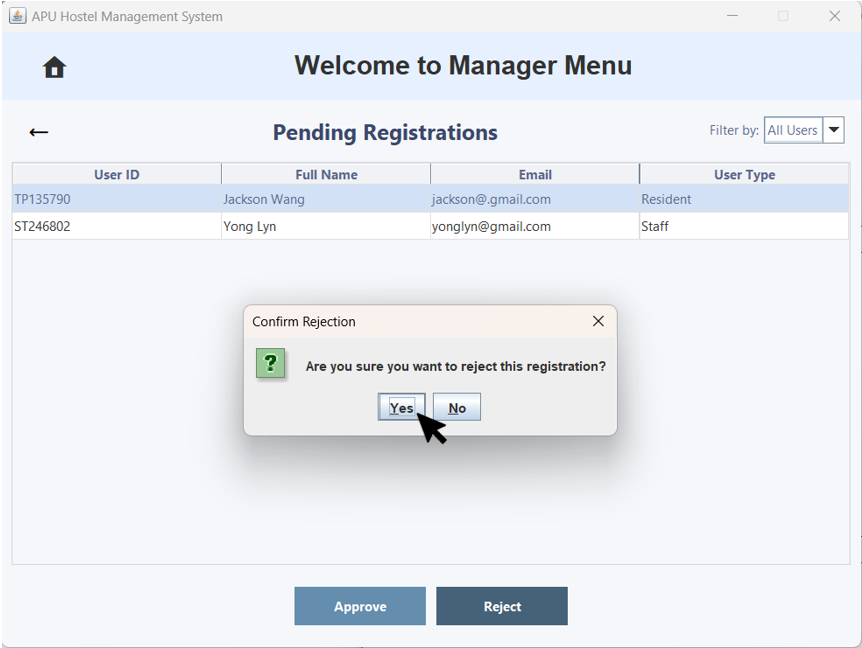 APU Hostel Management System
Welcome to Manager Menu
Pending Registrations
Filter by: All Users
User ID Full Name Email User Type
TP135790 Jackson Wang jackson@.gmail.com Resident
ST246802 Yong Lyn yonglyn@gmail.com Staff
Confirm Rejection
? Are you sure you want to reject this registration?
Yes No
Approve Reject